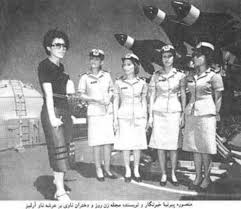 منصوره پیرنیا خبرنگار و نویسنده مجله زن روز و دختران ناوی بر عرشه ناو آرتمیز